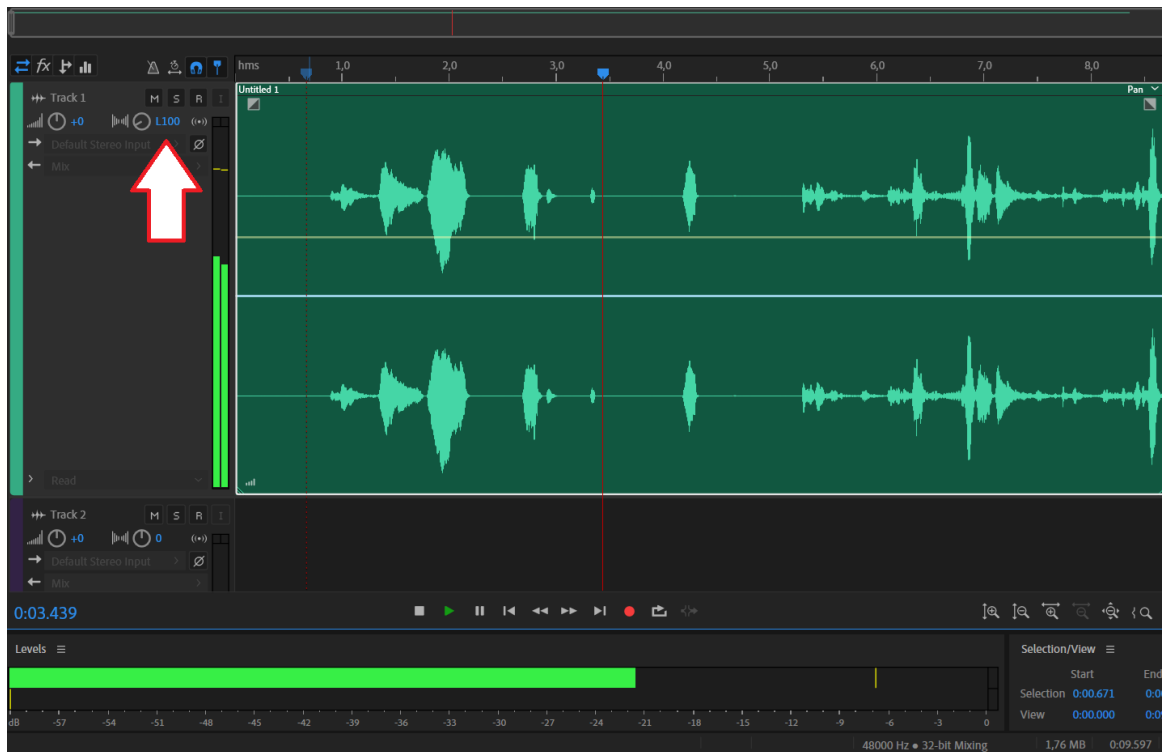 fx hms 1,0 2,0 3,0 4,0 5,0 6,0 7,0 8,0
Untitled 1 Pan
Track 1 M S R I
+0 L100
Default Stereo Input
Mix
Read
Track 2 M S R I
+0 0
Default Stereo Input
Mix
0:03.439
Levels Selection/View
Start End
Selection 0:00.671
View 0:00.000
dB -57 -54 -51 -48 -45 -42 -39 -36 -33 -30 -27 -24 -21 -18 -15 -12 -9 -6 -3 0
48000 Hz ● 32-bit Mixing 1,76 MB 0:09.597